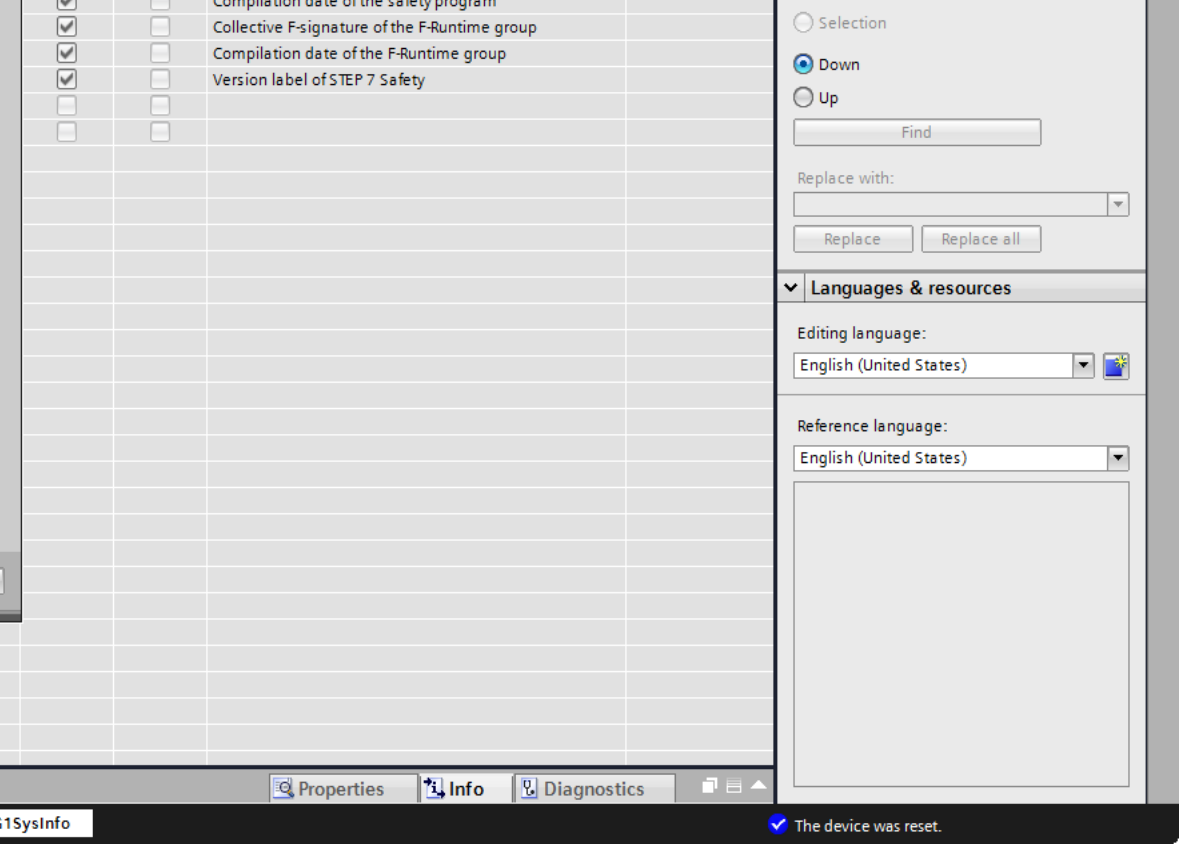 Compilation date of the safety program
Collective F-signature of the F-Runtime group
Compilation date of the F-Runtime group
Version label of STEP 7 Safety
Selection
Down
Up
Find
Replace with:
Replace
Replace all
Languages & resources
Editing language:
English (United States)
Reference language:
English (United States)
Properties
Info
Diagnostics
1SysInfo
The device was reset.